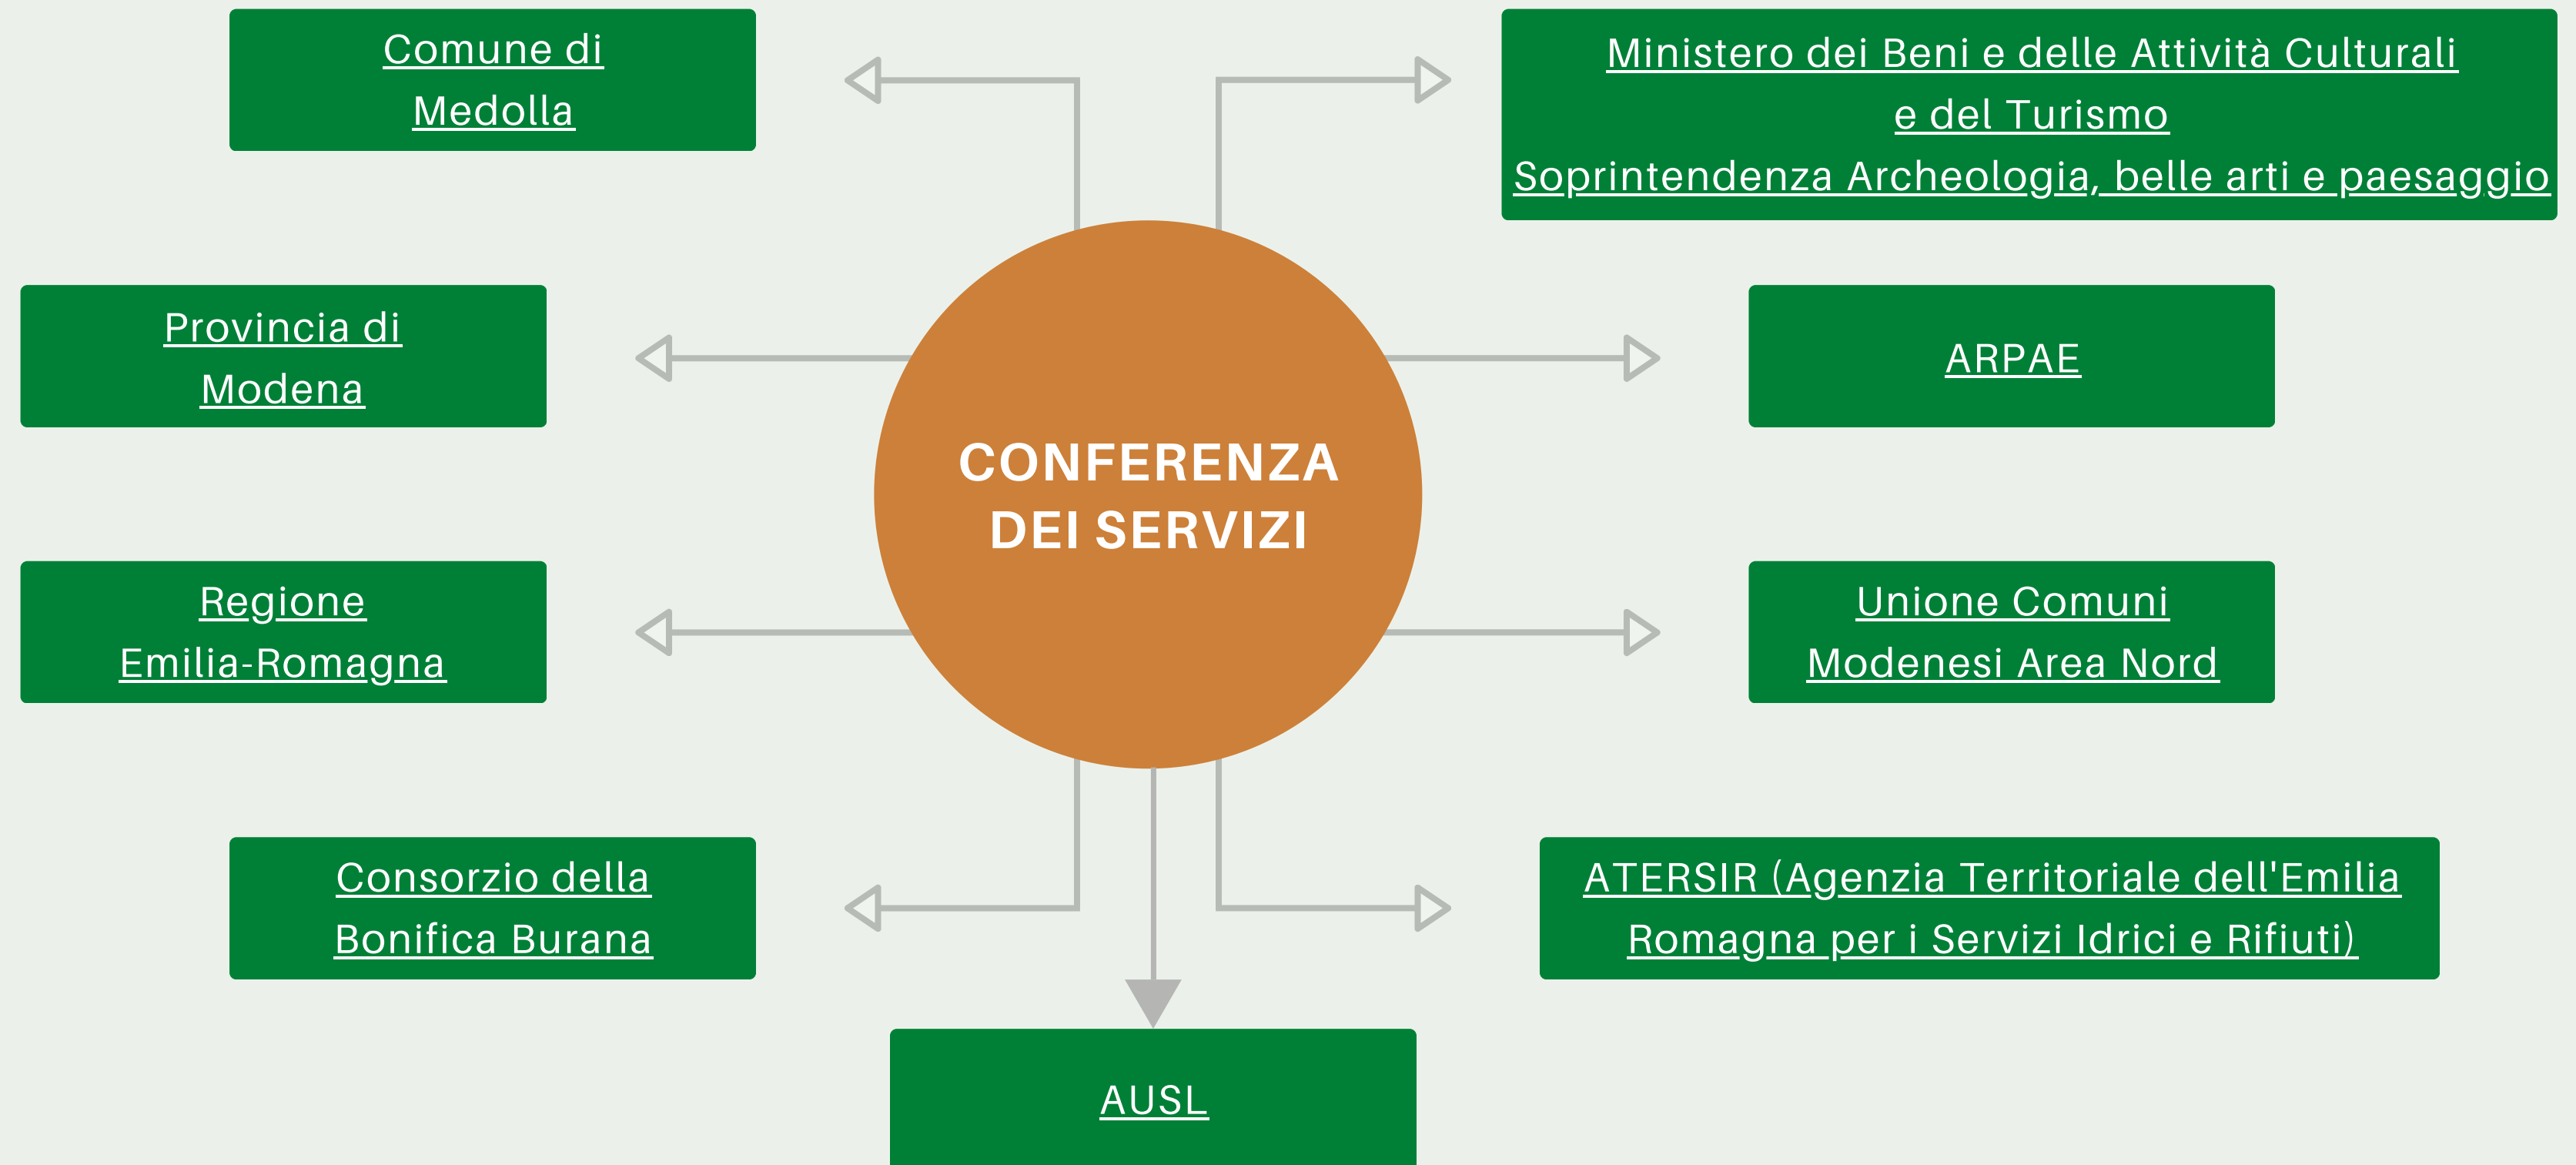 Comune di
Medolla
Ministero dei Beni e delle Attività Culturali
e del Turismo
Soprintendenza Archeologia, belle arti e paesaggio
Provincia di
Modena
ARPAE
CONFERENZA
DEI SERVIZI
Regione
Emilia-Romagna
Unione Comuni
Modenesi Area Nord
Consorzio della
Bonifica Burana
ATERSIR (Agenzia Territoriale dell'Emilia
Romagna per i Servizi Idrici e Rifiuti)
AUSL